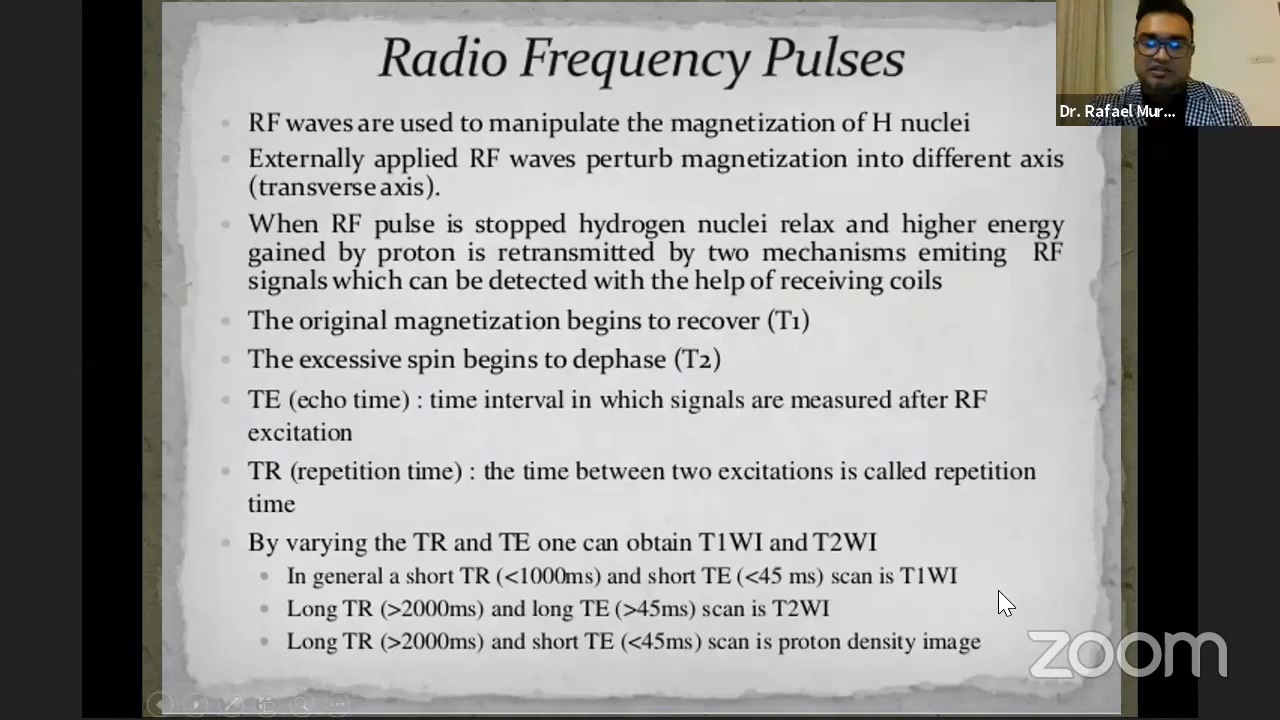 Radio Frequency Pulses
RF waves are used to manipulate the magnetization of H nuclei
Externally applied RF waves perturb magnetization into different axis
(transverse axis).
When RF pulse is stopped hydrogen nuclei relax and higher energy
gained by proton is retransmitted by two mechanisms emiting RF
signals which can be detected with the help of receiving coils
The original magnetization begins to recover (T1)
The excessive spin begins to dephase (T2)
TE (echo time) : time interval in which signals are measured after RF
excitation
TR (repetition time) : the time between two excitations is called repetition
time
By varying the TR and TE one can obtain T1WI and T2WI
In general a short TR (<1000ms) and short TE (<45 ms) scan is T1WI
Long TR (>2000ms) and long TE (>45ms) scan is T2WI
Long TR (>2000ms) and short TE (<45ms) scan is proton density image
Dr. Rafael Mur...
zoom